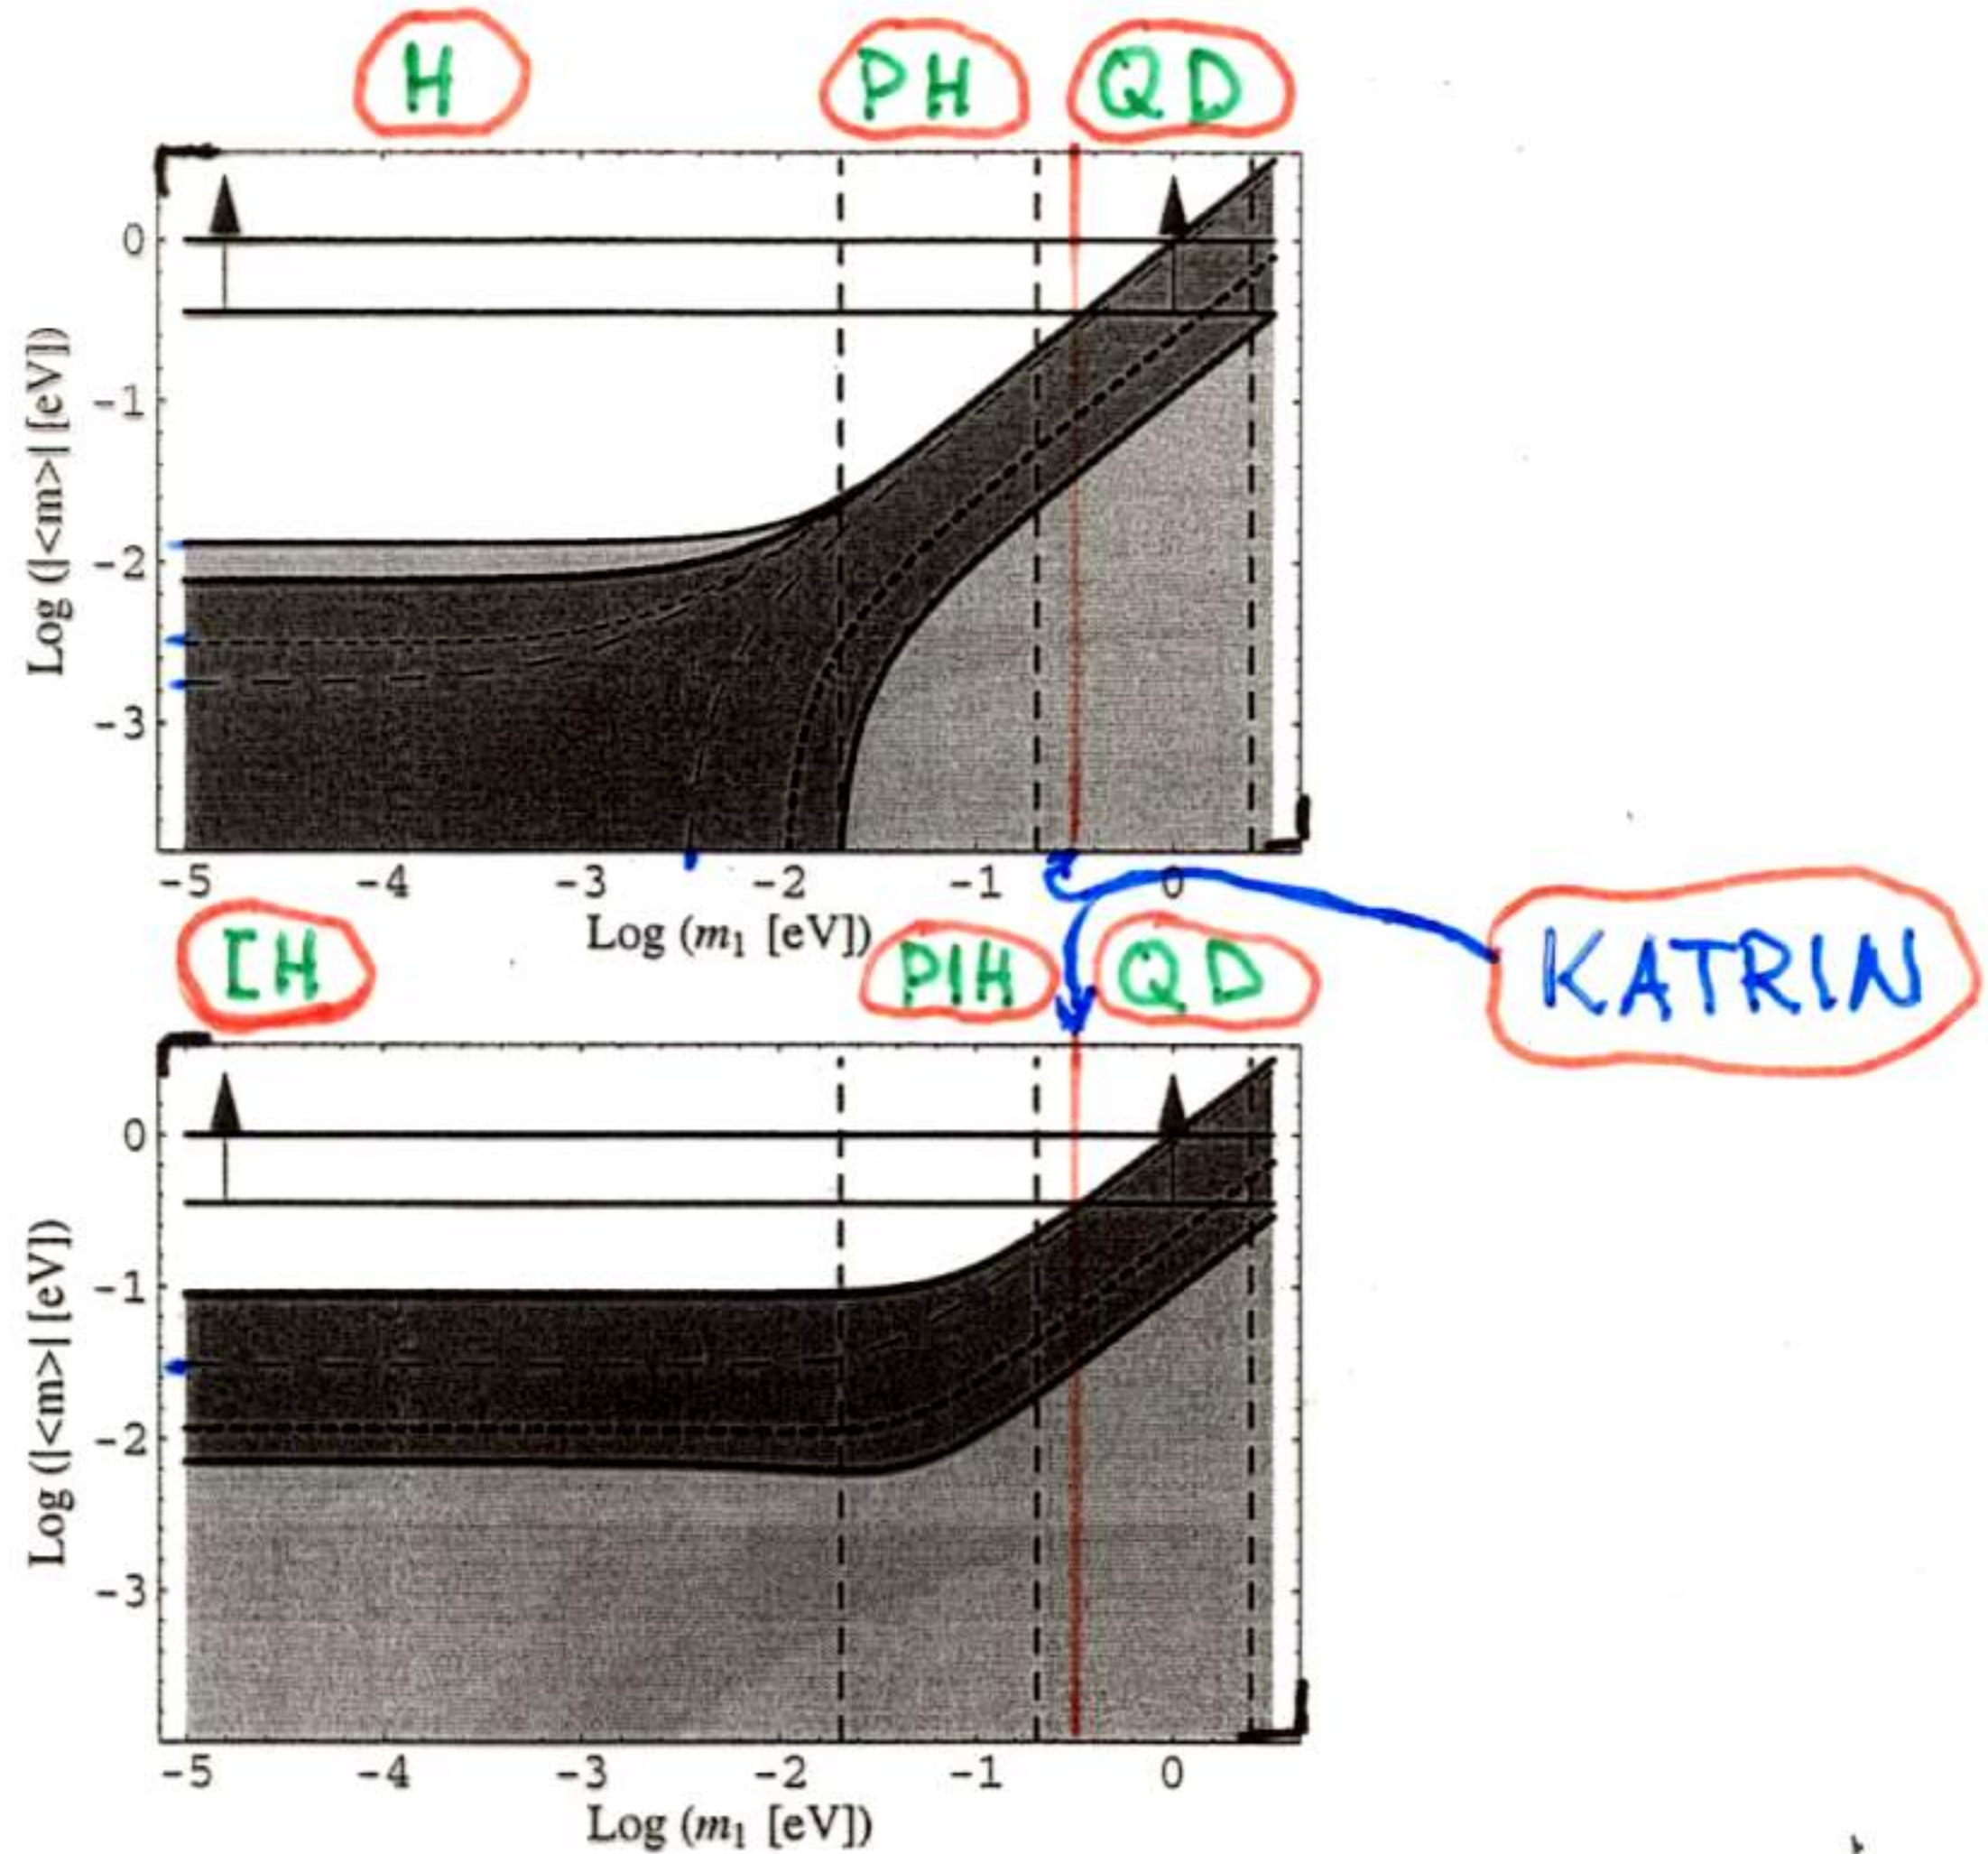 H PH QD
0
-1
-2
-3
Log (|<m>| [eV])
-5 -4 -3 -2 -1 0
Log (m₁ [eV])
IH PIH QD
KATRIN
0
-1
-2
-3
Log (|<m>| [eV])
-5 -4 -3 -2 -1 0
Log (m₁ [eV])